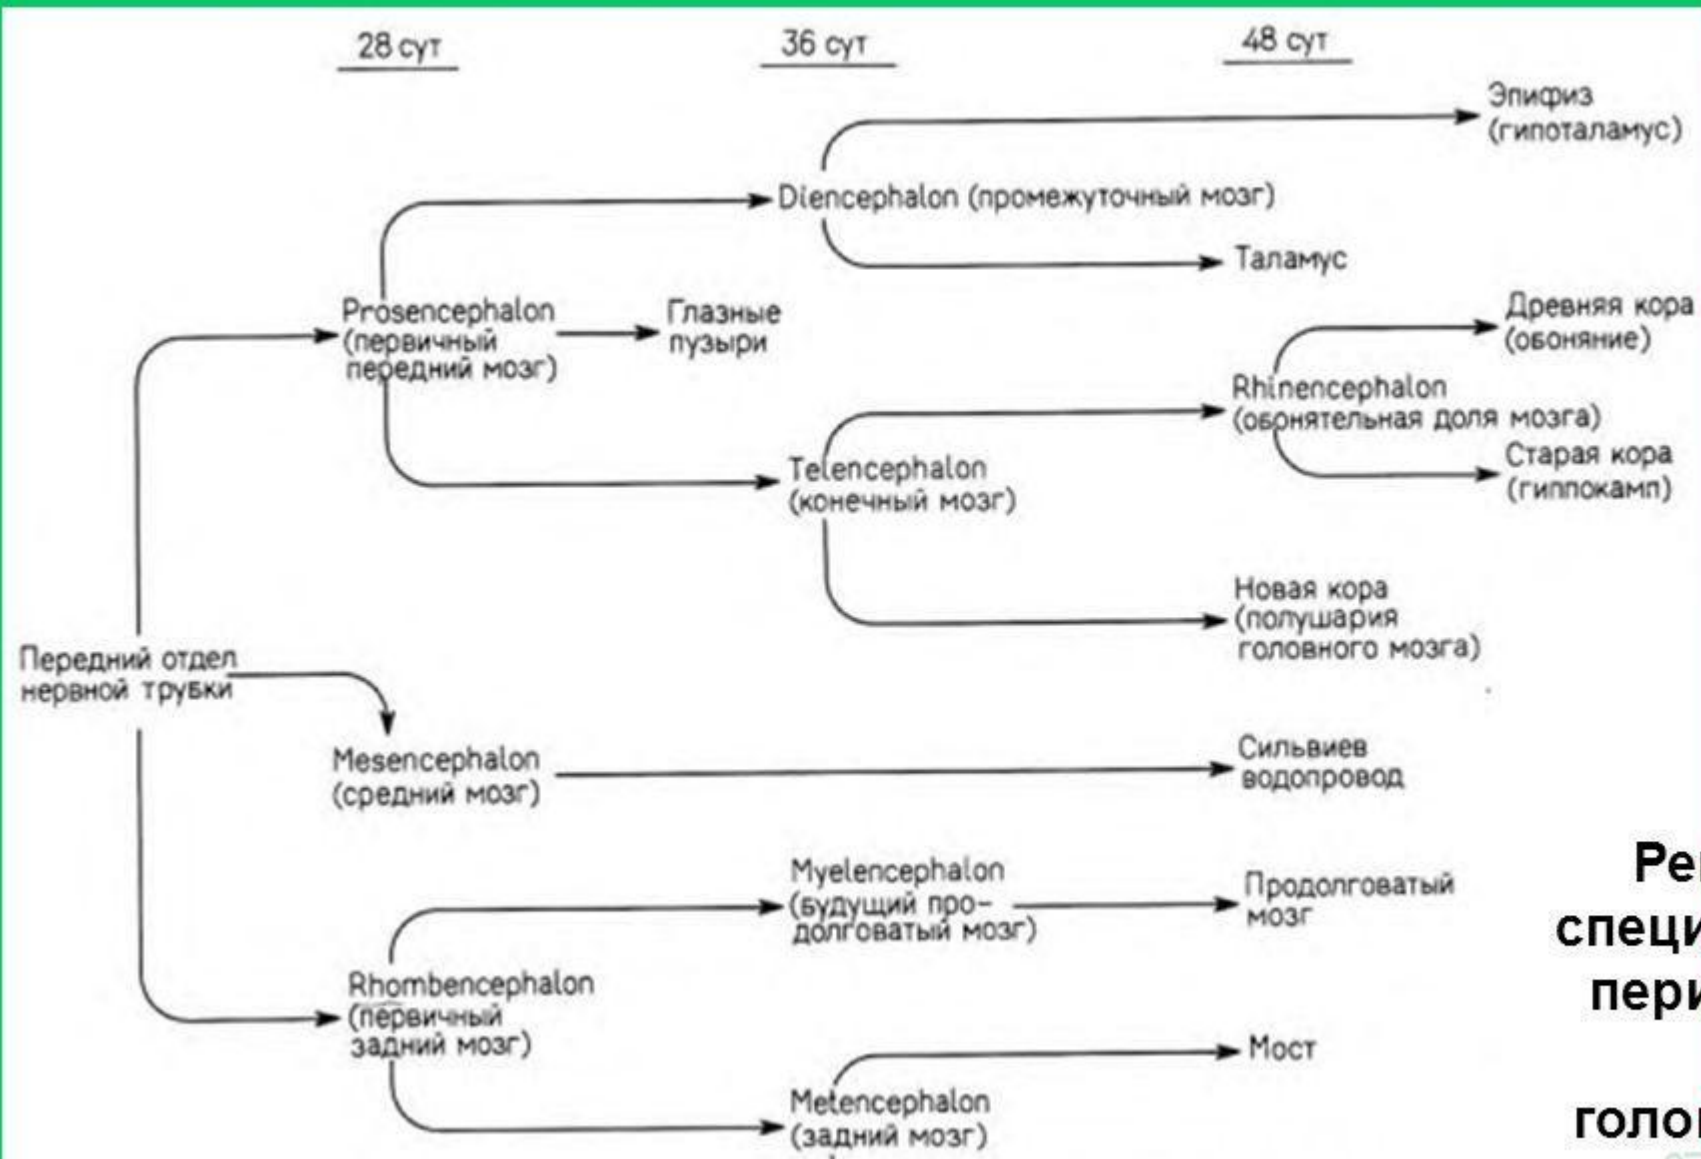 28 сут
36 сут
48 сут
Эпифиз
(гипоталамус)
Diencephalon (промежуточный мозг)
Таламус
Prosencephalon
(первичный
передний мозг)
Глазные
пузыри
Древняя кора
(обоняние)
Rhinencephalon
(обонятельная доля мозга)
Старая кора
(гиппокамп)
Telencephalon
(конечный мозг)
Новая кора
(полушария
головного мозга)
Передний отдел
нервной трубки
Mesencephalon
(средний мозг)
Сильвиев
водопровод
Myelencephalon
(будущий про-
долговатый мозг)
Продолговатый
мозг
Rhombencephalon
(первичный
задний мозг)
Мост
Metencephalon
(задний мозг)
специ
пери
голо